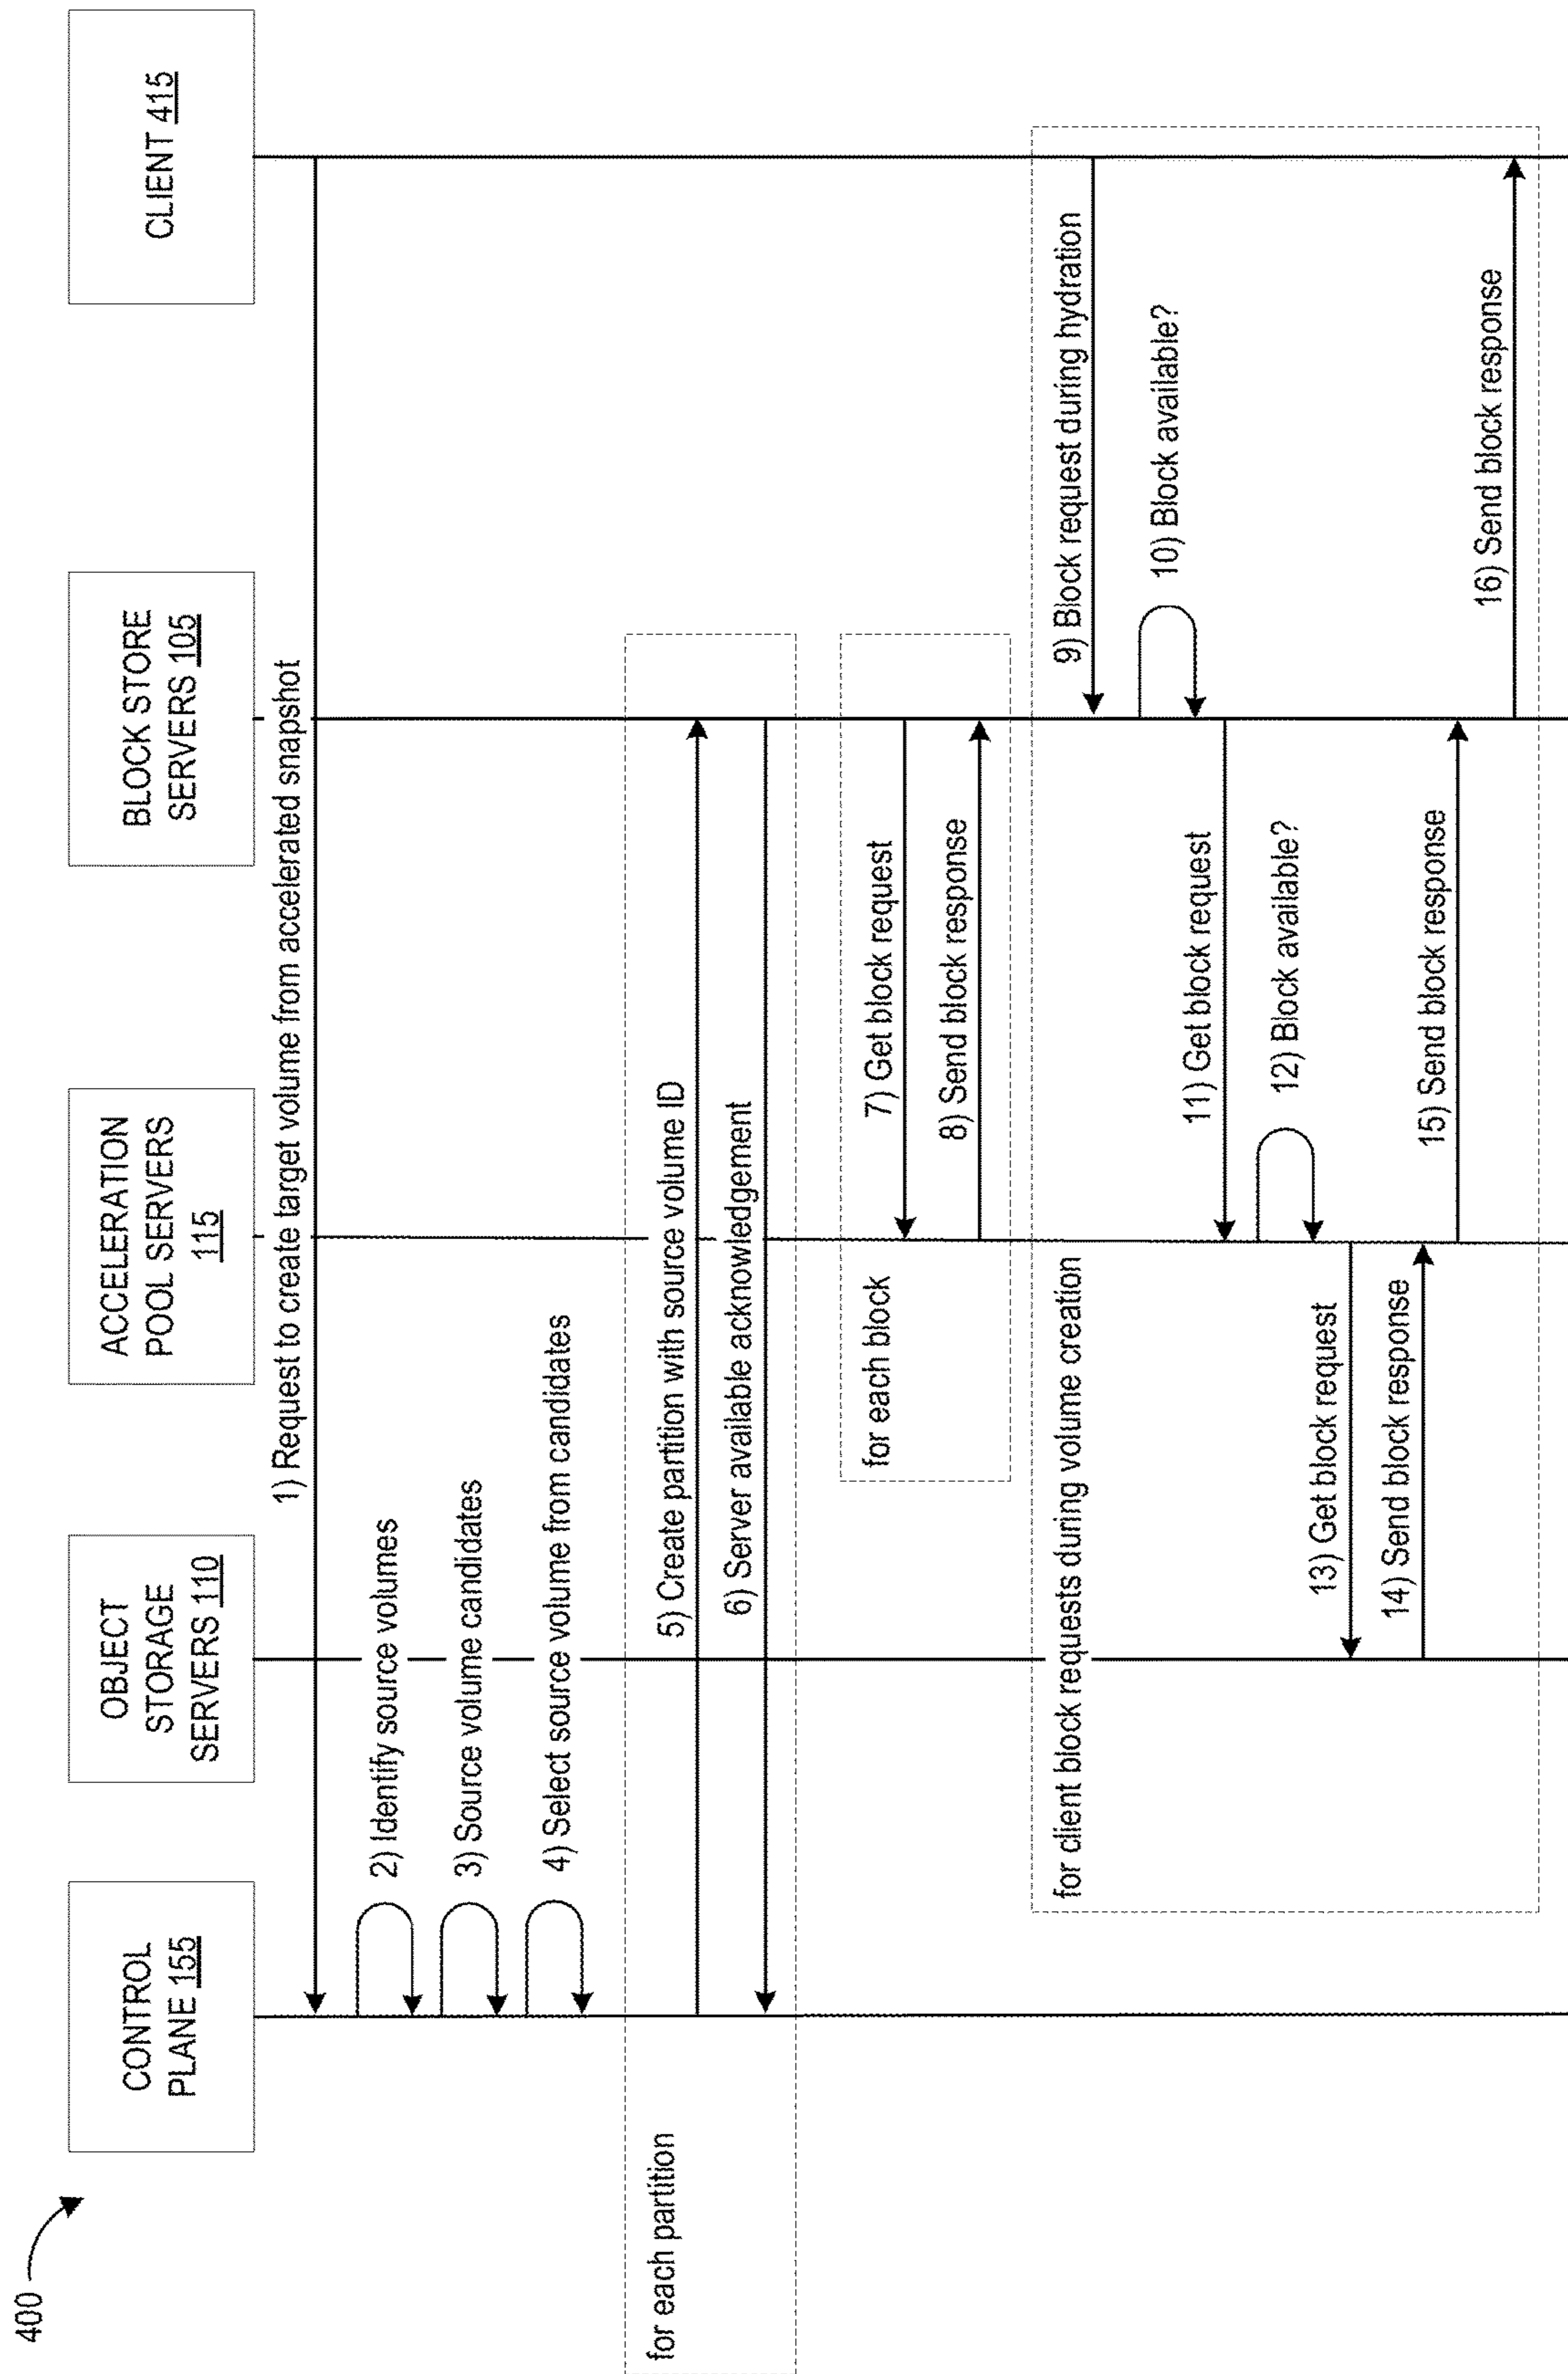 400
CONTROL
PLANE 155
OBJECT
STORAGE
SERVERS 110
ACCELERATION
POOL SERVERS
115
BLOCK STORE
SERVERS 105
CLIENT 415
1) Request to create target volume from accelerated snapshot
2) Identify source volumes
3) Source volume candidates
4) Select source volume from candidates
for each partition
5) Create partition with source volume ID
6) Server available acknowledgement
for each block
7) Get block request
8) Send block response
for client block requests during volume creation
9) Block request during hydration
10) Block available?
11) Get block request
12) Block available?
13) Get block request
14) Send block response
15) Send block response
16) Send block response